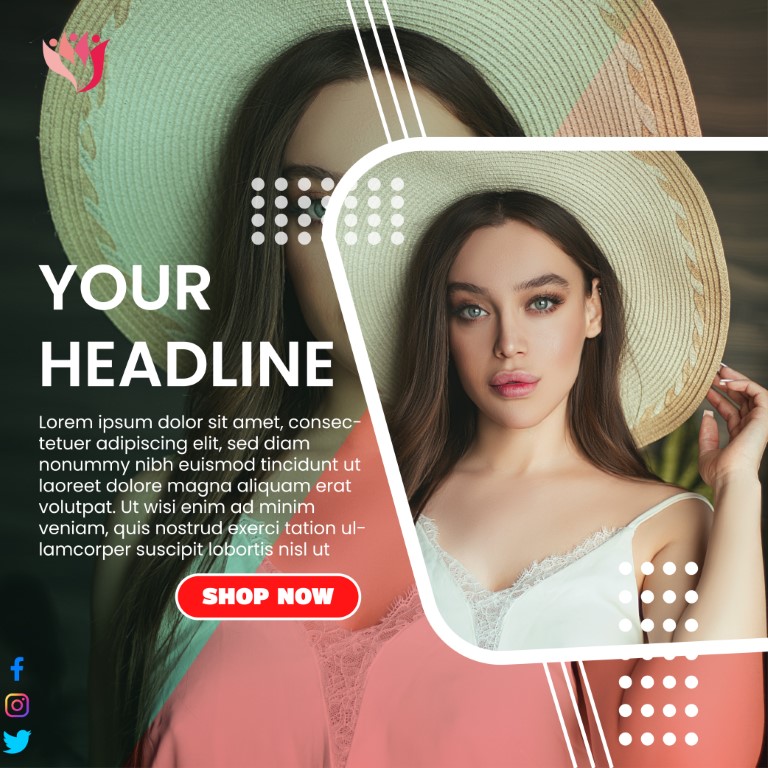 YOUR
HEADLINE
Lorem ipsum dolor sit amet, consec-
tetuer adipiscing elit, sed diam
nonummy nibh euismod tincidunt ut
laoreet dolore magna aliquam erat
volutpat. Ut wisi enim ad minim
veniam, quis nostrud exerci tation ul-
lamcorper suscipit lobortis nisl ut
SHOP NOW